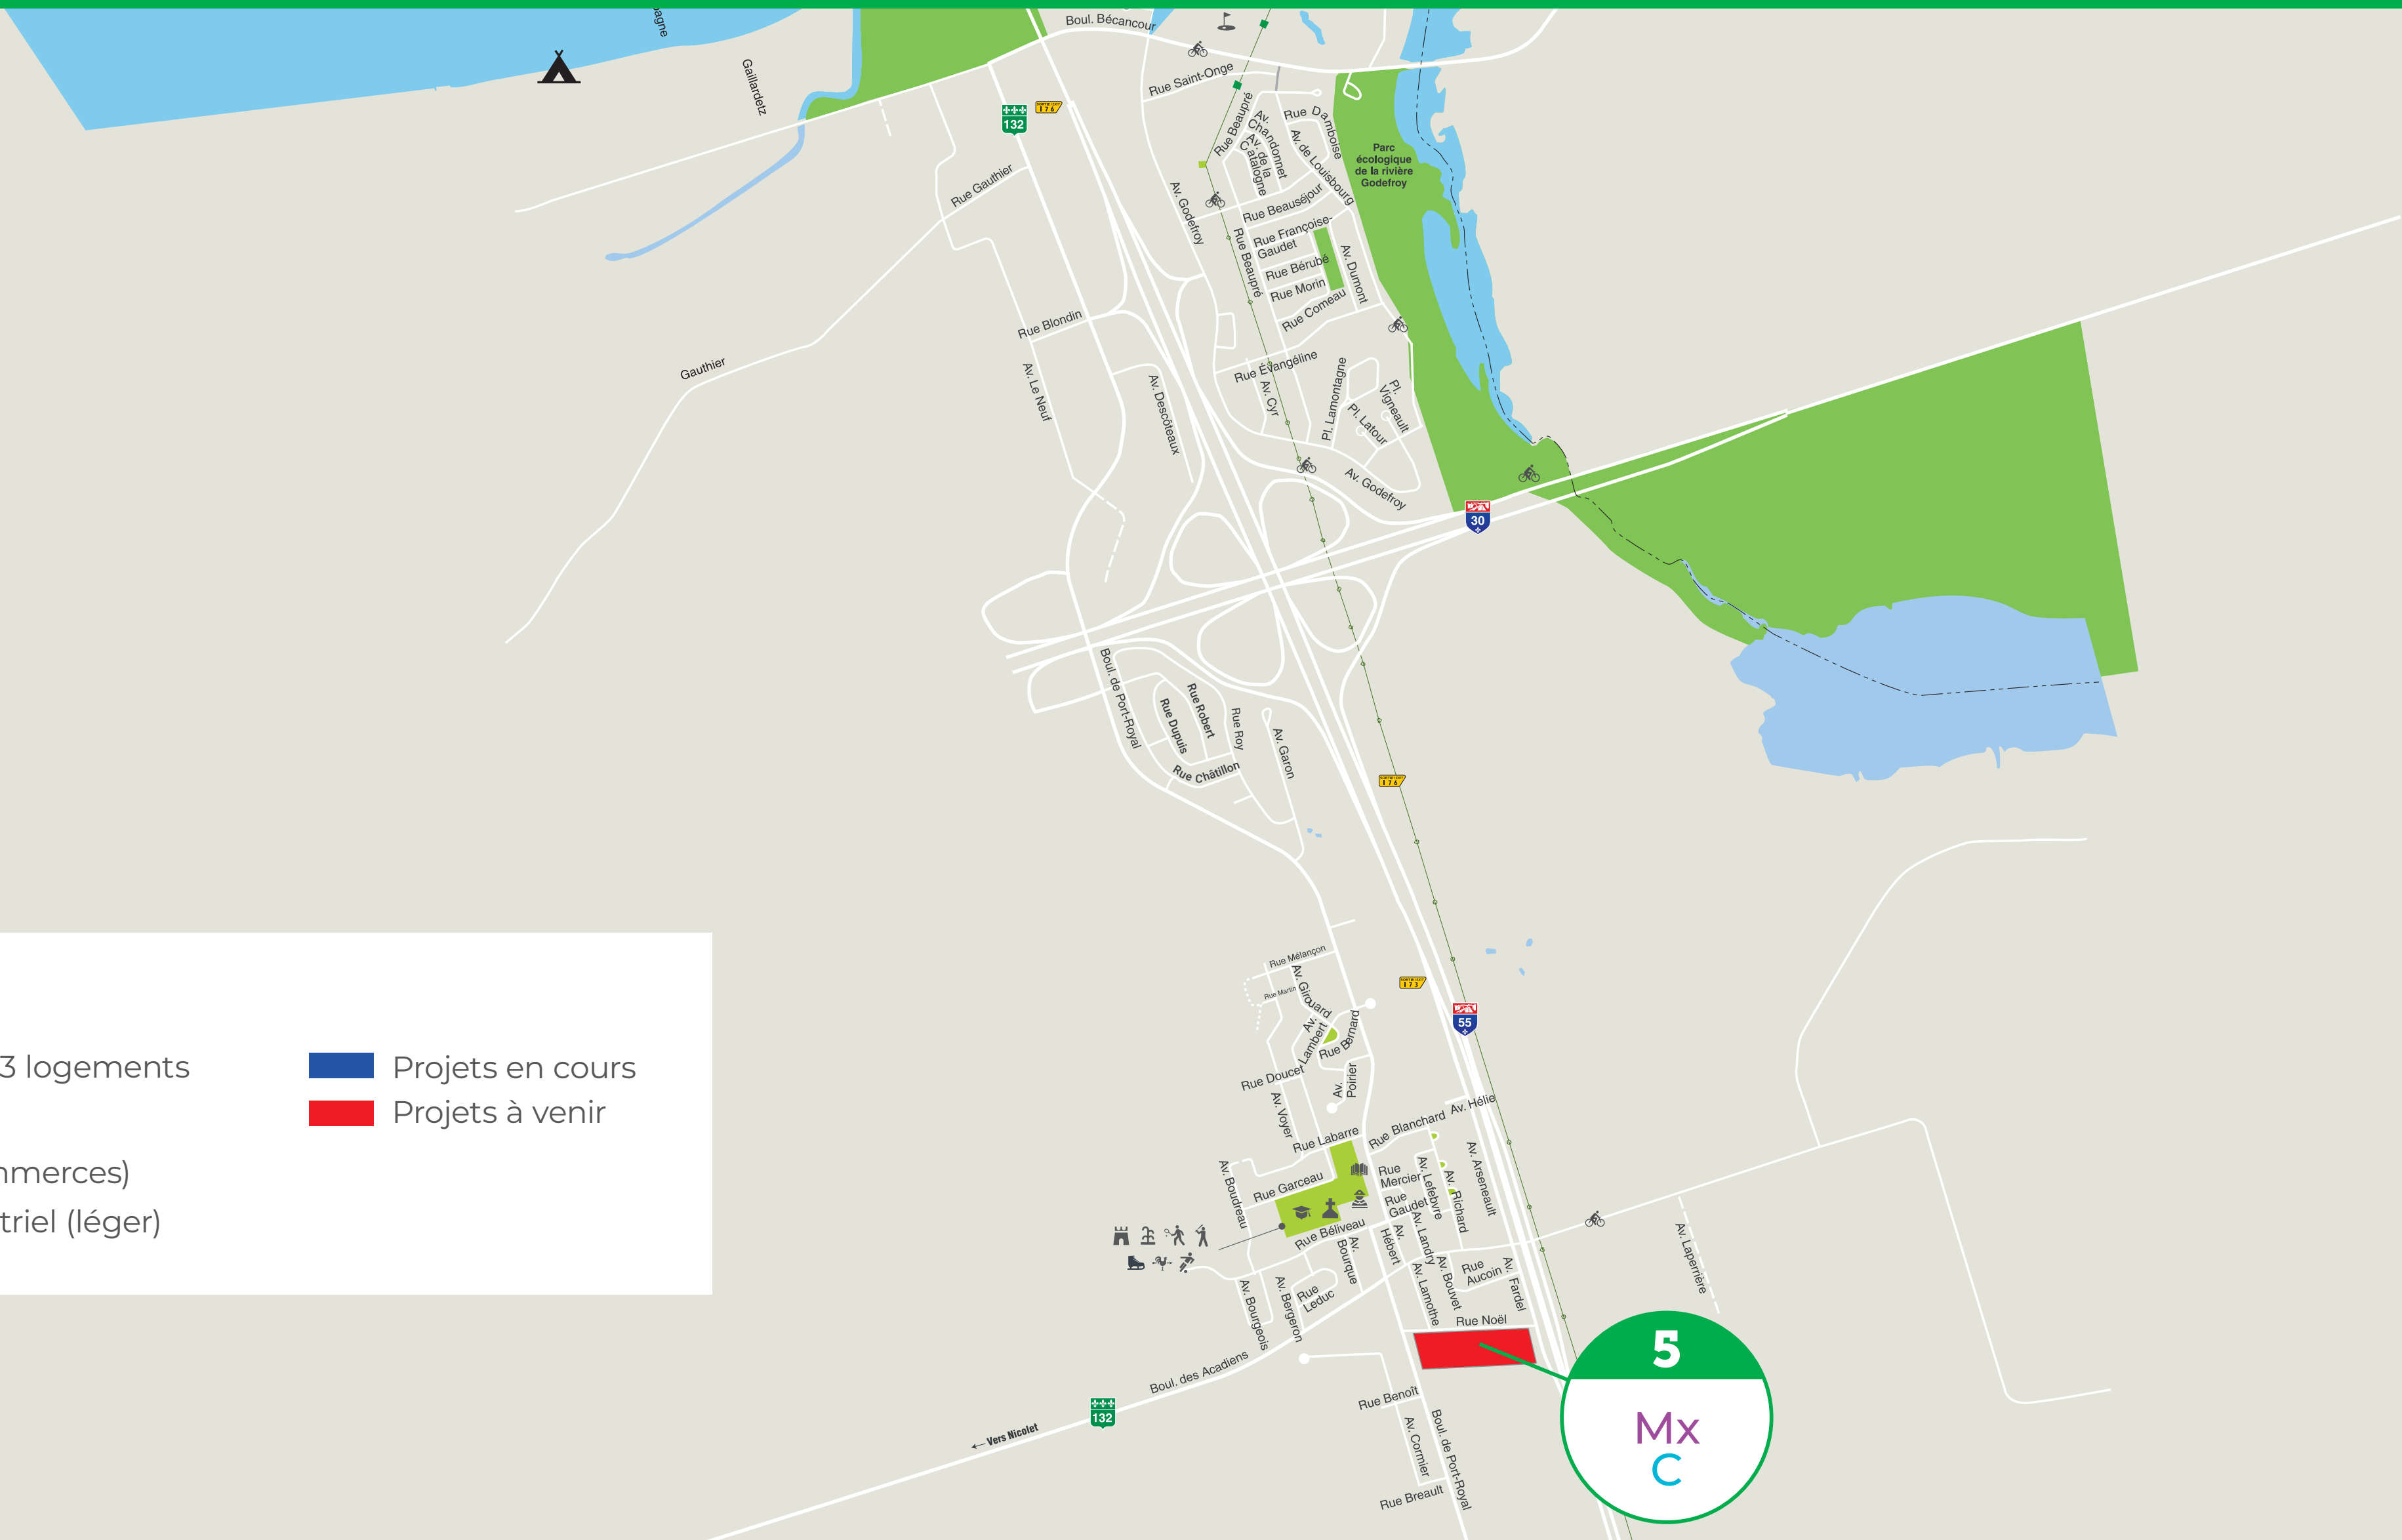 pagne
Gaillardetz
Boul. Bécancour
Rue Saint-Onge
132
176
Rue Gauthier
Gauthier
Rue Beaupré
Av.
Chandonnet
Av. de la
Catalogne
Rue Damboise
Av. de Louisbourg
Parc
écologique
de la rivière
Godefroy
Av. Godefroy
Rue Beauséjour
Rue Beaupré
Rue Françoise-
Gaudet
Rue Bérubé
Rue Morin
Rue Comeau
Av. Dumont
Rue Blondin
Av. Le Neuf
Av. Descôteaux
Rue Évangéline
Av. Cyr
Pl. Lamontagne
Pl. Latour
Pl.
Vigneault
Av. Godefroy
30
Boul. de Port-Royal
Rue Dupuis
Rue Robert
Rue Roy
Av. Garon
Rue Châtillon
176
173
55
Rue Mélançon
Rue Martin
Av. Girouard
Av.
Lambert
Rue Bernard
Rue Doucet
Av.
Poirier
Av. Voyer
Rue Labarre
Rue Blanchard
Av. Hélie
Av. Boudreau
Rue Garceau
Rue
Mercier
Rue
Gaudet
Av. Lefebvre
Av. Richard
Av. Arseneault
Rue Béliveau
Av.
Bourque
Av.
Hébert
Av. Landry
Av. Lamothe
Av. Bouvet
Rue
Aucoin
Av. Fardel
Av. Laperrière
Av. Bourgeois
Av. Bergeron
Rue
Leduc
Rue Noël
Boul. des Acadiens
132
Vers Nicolet
Rue Benoît
Av. Cormier
Boul. de Port-Royal
Rue Breault
5
Mx
C
3 logements
Projets en cours
Projets à venir
mmerces)
triel (léger)